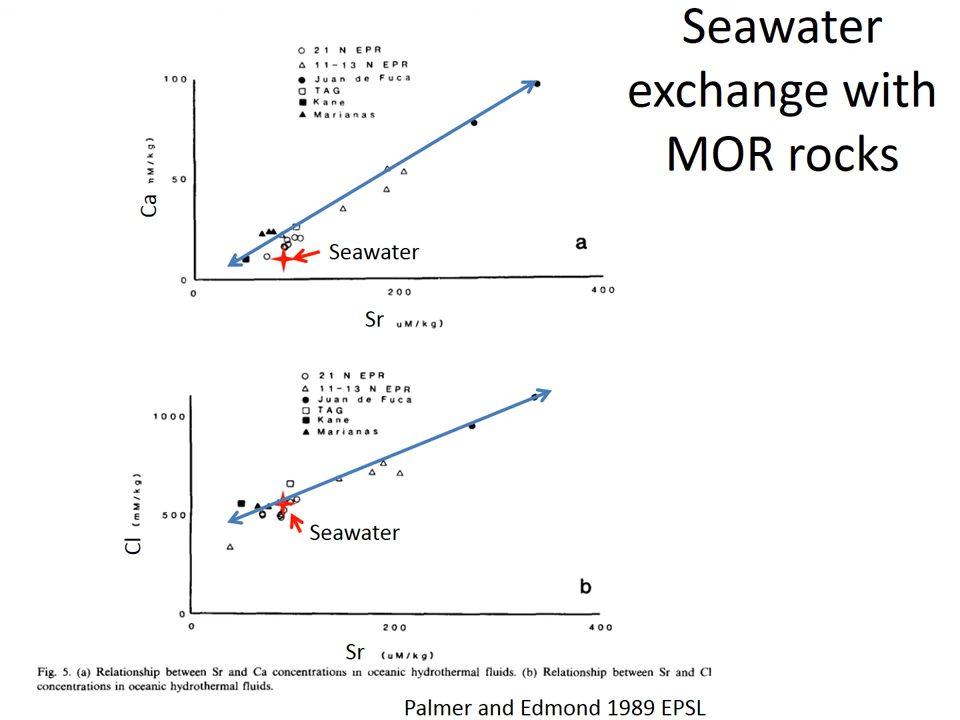 Seawater
exchange with
MOR rocks
21 N EPR
11-13 N EPR
Juan de Fuca
TAG
Kane
Marianas
100
50
0
Ca mM/kg)
0
200
400
Sr uM/kg)
Seawater
a
21 N EPR
11-13 N EPR
Juan de Fuca
TAG
Kane
Marianas
1000
500
0
Cl (mM/kg)
0
200
400
Sr (uM/kg)
Seawater
b
Fig. 5. (a) Relationship between Sr and Ca concentrations in oceanic hydrothermal fluids. (b) Relationship between Sr and Cl
concentrations in oceanic hydrothermal fluids.
Palmer and Edmond 1989 EPSL